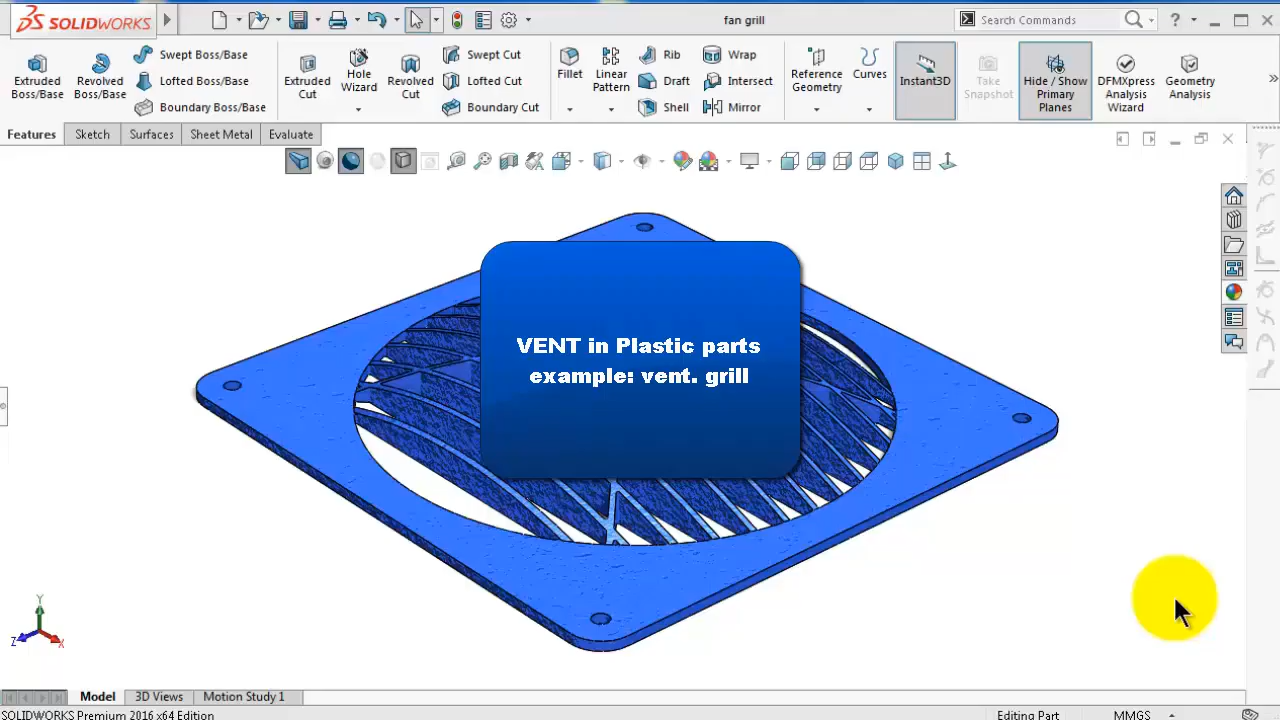 SOLIDWORKS
fan grill
Search Commands
?
Extruded
Boss/Base
Revolved
Boss/Base
Swept Boss/Base
Lofted Boss/Base
Boundary Boss/Base
Extruded
Cut
Hole
Wizard
Revolved
Cut
Swept Cut
Lofted Cut
Boundary Cut
Fillet
Linear
Pattern
Rib
Draft
Shell
Wrap
Intersect
Mirror
Reference
Geometry
Curves
Instant3D
Take
Snapshot
Hide / Show
Primary
Planes
DFMXpress
Analysis
Wizard
Geometry
Analysis
Features Sketch Surfaces Sheet Metal Evaluate
VENT in Plastic parts
example: vent. grill
Y
Z X
Model 3D Views Motion Study 1
SOLIDWORKS Premium 2016 x64 Edition Editing Part MMGS